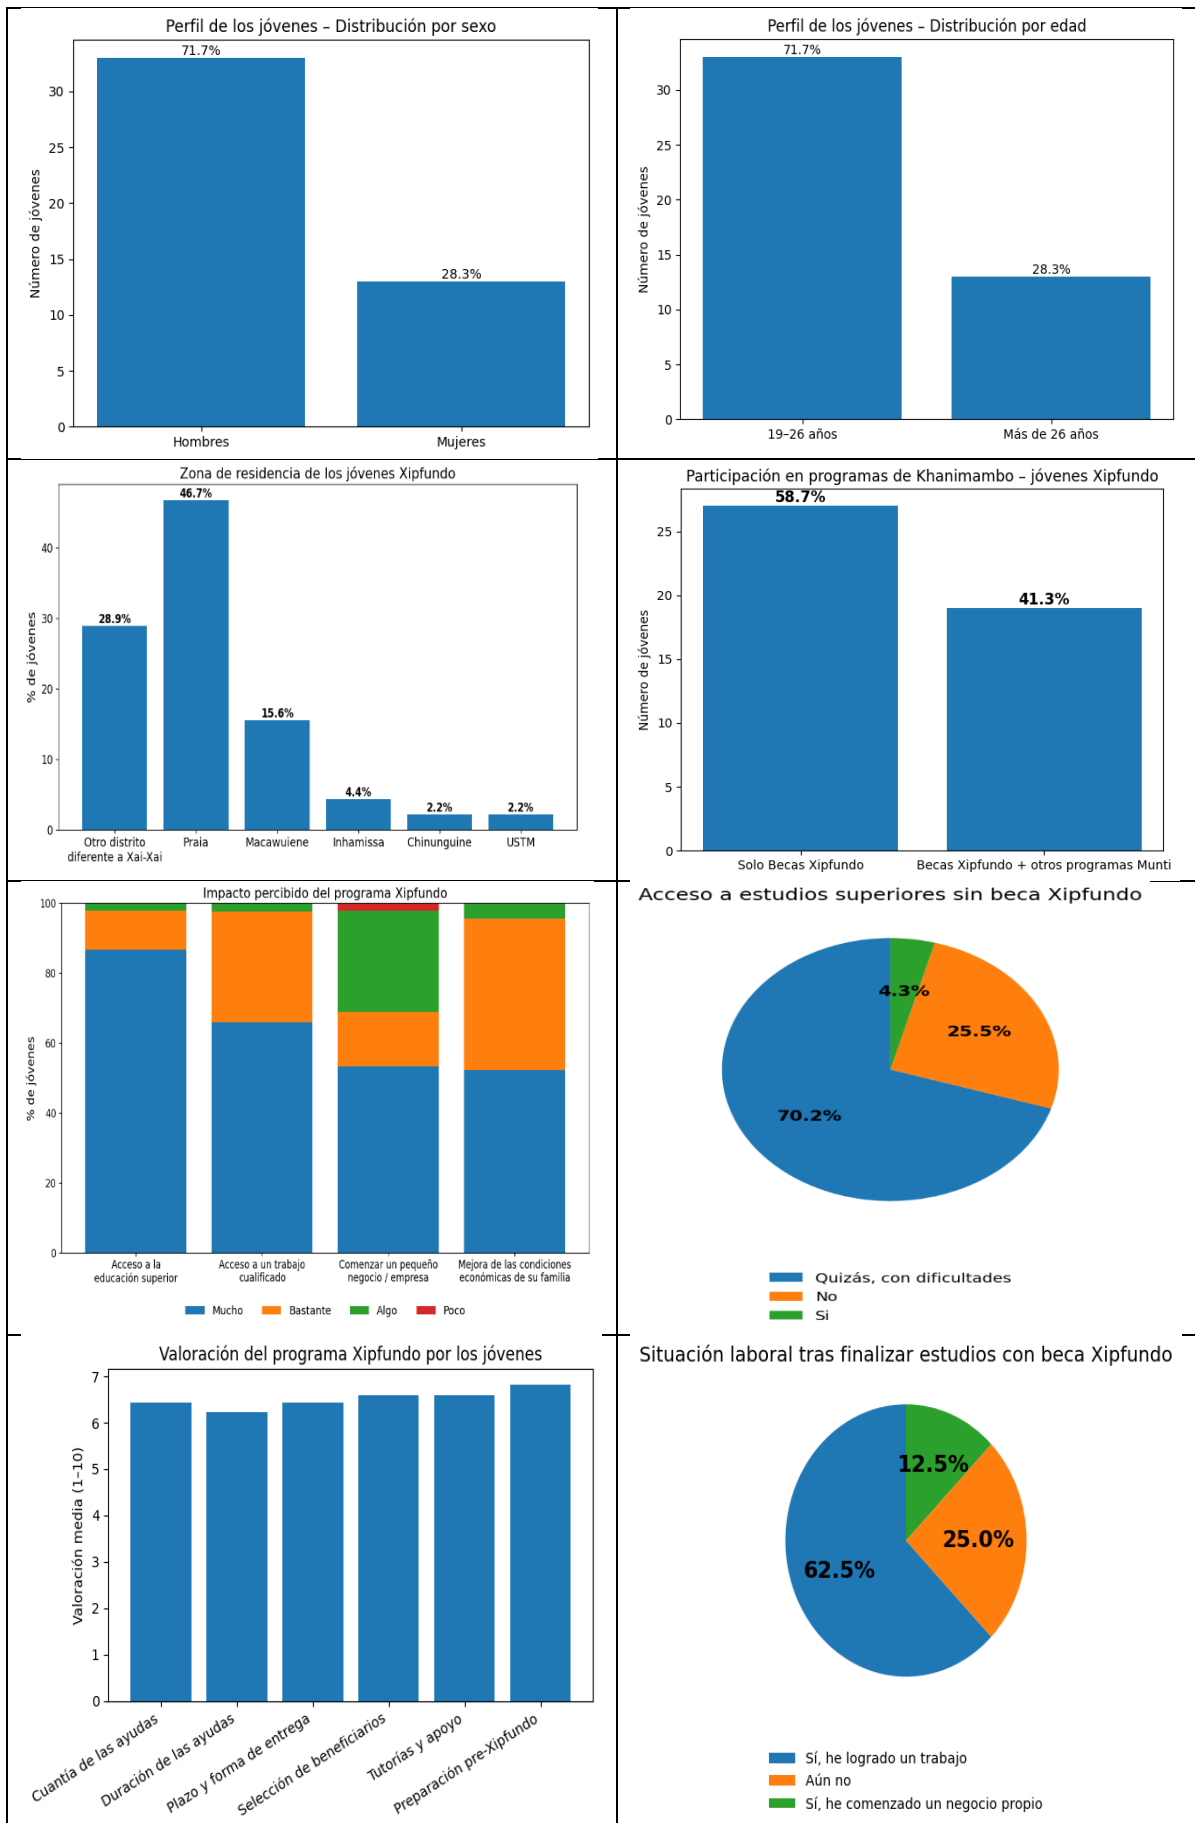 Perfil de los jóvenes – Distribución por sexo
Número de jóvenes
30
25
20
15
10
5
0
71.7%
28.3%
Hombres
Mujeres
Perfil de los jóvenes – Distribución por edad
Número de jóvenes
30
25
20
15
10
5
0
71.7%
28.3%
19–26 años
Más de 26 años
Zona de residencia de los jóvenes Xipfundo
% de jóvenes
40
30
20
10
0
28.9%
46.7%
15.6%
4.4%
2.2%
2.2%
Otro distrito
diferente a Xai-Xai
Praia
Macawuiene
Inhamissa
Chinunguine
USTM
Participación en programas de Khanimambo – jóvenes Xipfundo
Número de jóvenes
25
20
15
10
5
0
58.7%
41.3%
Solo Becas Xipfundo
Becas Xipfundo + otros programas Munti
Impacto percibido del programa Xipfundo
% de jóvenes
100
80
60
40
20
0
Acceso a la
educación superior
Acceso a un trabajo
cualificado
Comenzar un pequeño
negocio / empresa
Mejora de las condiciones
económicas de su familia
Mucho
Bastante
Algo
Poco
Acceso a estudios superiores sin beca Xipfundo
4.3%
25.5%
70.2%
Quizás, con dificultades
No
Si
Valoración del programa Xipfundo por los jóvenes
Valoración media (1–10)
7
6
5
4
3
2
1
0
Cuantía de las ayudas
Duración de las ayudas
Plazo y forma de entrega
Selección de beneficiarios
Tutorías y apoyo
Preparación pre-Xipfundo
Situación laboral tras finalizar estudios con beca Xipfundo
12.5%
25.0%
62.5%
Sí, he logrado un trabajo
Aún no
Sí, he comenzado un negocio propio